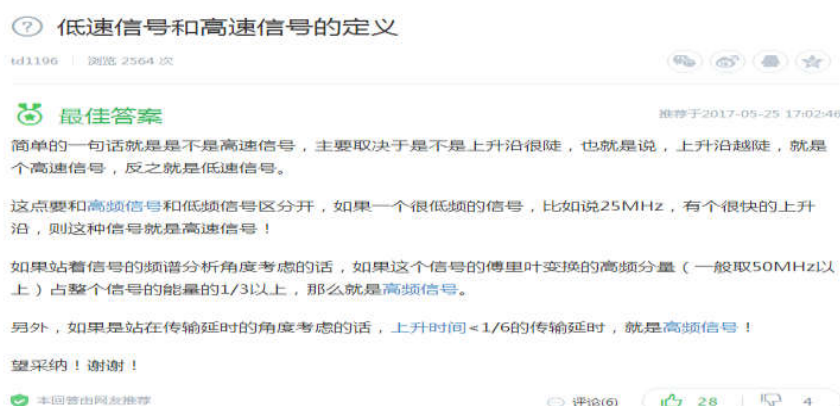 低速信号和高速信号的定义
td1196 浏览 2564 次
最佳答案
推荐于2017-05-25 17:02:46
简单的一句话就是是不是高速信号，主要取决于是不是上升沿很陡，也就是说，上升沿越陡，就是
个高速信号，反之就是低速信号。
这点要和高频信号和低频信号区分开，如果一个很低频的信号，比如说25MHz，有个很快的上升
沿，则这种信号就是高速信号！
如果站着信号的频谱分析角度考虑的话，如果这个信号的傅里叶变换的高频分量（一般取50MHz以
上）占整个信号的能量的1/3以上，那么就是高频信号。
另外，如果是站在传输延时的角度考虑的话，上升时间<1/6的传输延时，就是高频信号！
望采纳！谢谢！
本回答由网友推荐
评论(6) 28 4